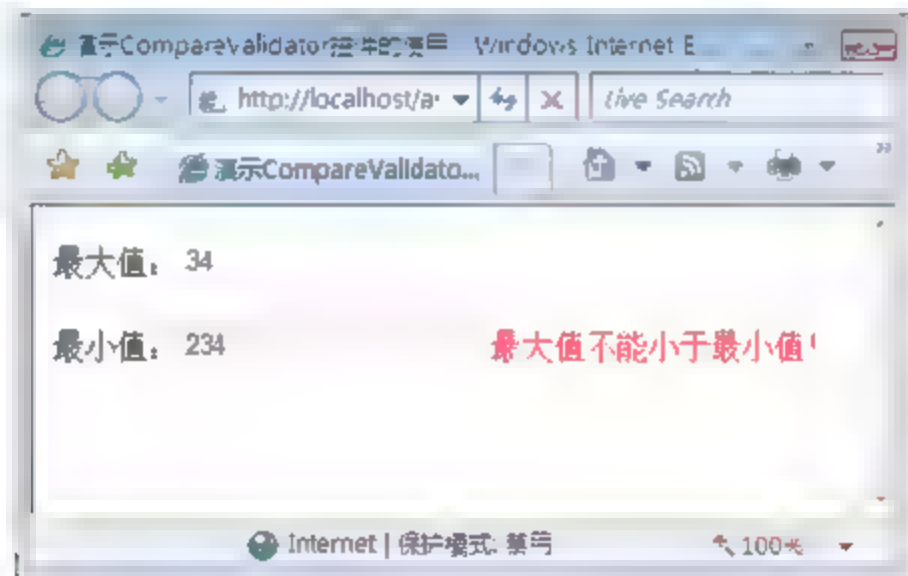 演示CompareValidator控件的使用 Windows Internet E
http://localhost/a
Live Search
演示CompareValidato...
最大值：34
最小值：234 最大值不能小于最小值！
Internet | 保护模式: 禁用 100%